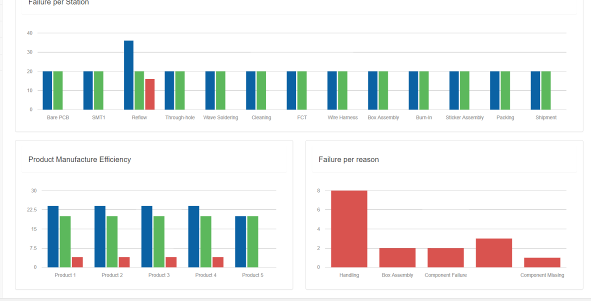 Failure per Station
40
30
20
10
0
Bare PCB SMT1 Reflow Through-hole Wave Soldering Cleaning FCT Wire Harness Box Assembly Burn-in Sticker Assembly Packing Shipment
Product Manufacture Efficiency
30
22.5
15
7.5
0
Product 1 Product 2 Product 3 Product 4 Product 5
Failure per reason
8
6
4
2
0
Handling Box Assembly Component Failure Component Missing